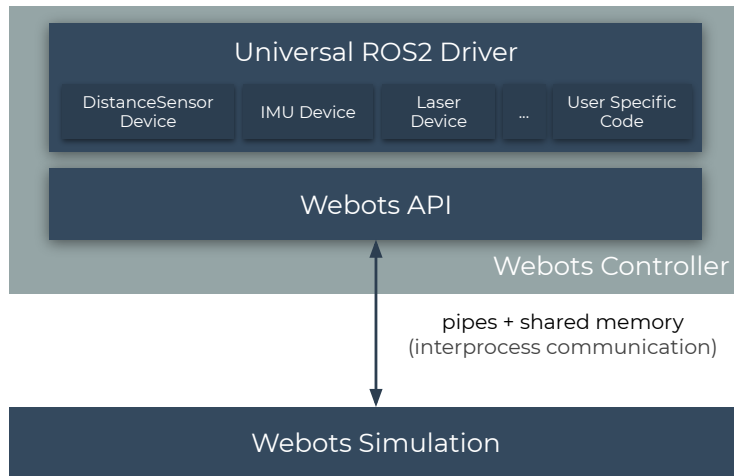 Universal ROS2 Driver
DistanceSensor
Device
IMU Device
Laser
Device
...
User Specific
Code
Webots API
Webots Controller
pipes + shared memory
(interprocess communication)
Webots Simulation